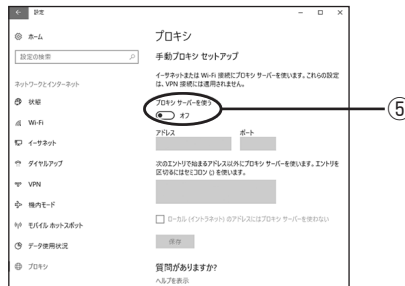 設定
ホーム
設定の検索
ネットワークとインターネット
状態
Wi-Fi
イーサネット
ダイヤルアップ
VPN
機内モード
モバイル ホットスポット
データ使用状況
プロキシ
プロキシ
手動プロキシ セットアップ
イーサネットまたは Wi-Fi 接続にプロキシ サーバーを使います。これらの設定
は、VPN 接続には適用されません。
プロキシ サーバーを使う
オフ
⑤
アドレス
ポート
次のエントリで始まるアドレス以外にプロキシ サーバーを使います。エントリを
区切るにはセミコロン (;) を使います。
ローカル (イントラネット) のアドレスにはプロキシ サーバーを使わない
保存
質問がありますか?
ヘルプを表示